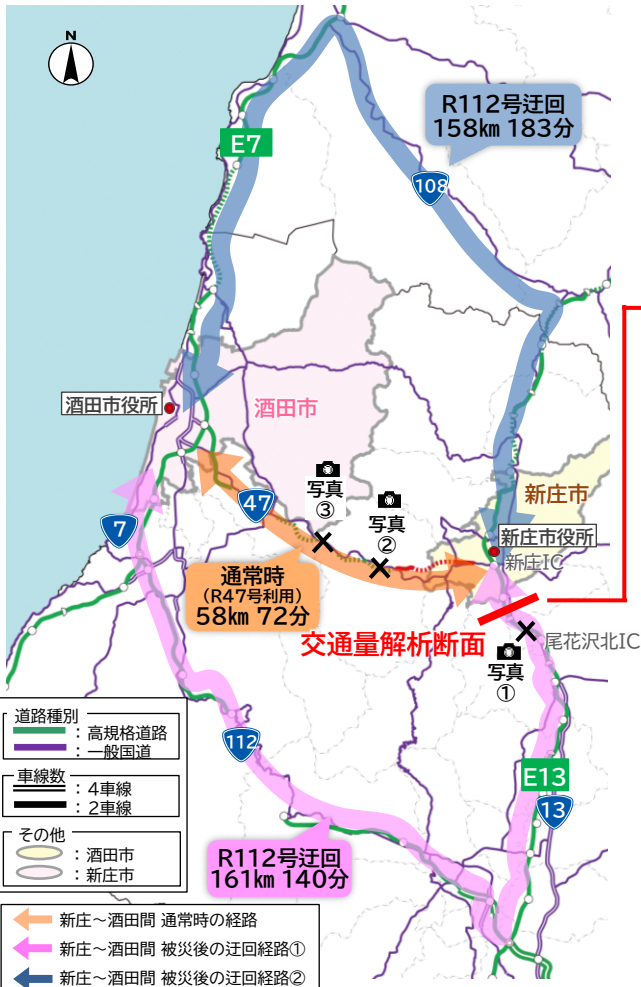 N
R112号迂回
158km 183分
E7
108
酒田市役所
酒田市
写真
③
47
写真
②
新庄市
7
新庄市役所
新庄IC
通常時
(R47号利用)
58km 72分
交通量解析断面
尾花沢北IC
写真
①
道路種別
：高規格道路
：一般国道
112
車線数
：4車線
：2車線
E13
13
その他
：酒田市
：新庄市
R112号迂回
161km 140分
新庄～酒田間 通常時の経路
新庄～酒田間 被災後の迂回経路①
新庄～酒田間 被災後の迂回経路②